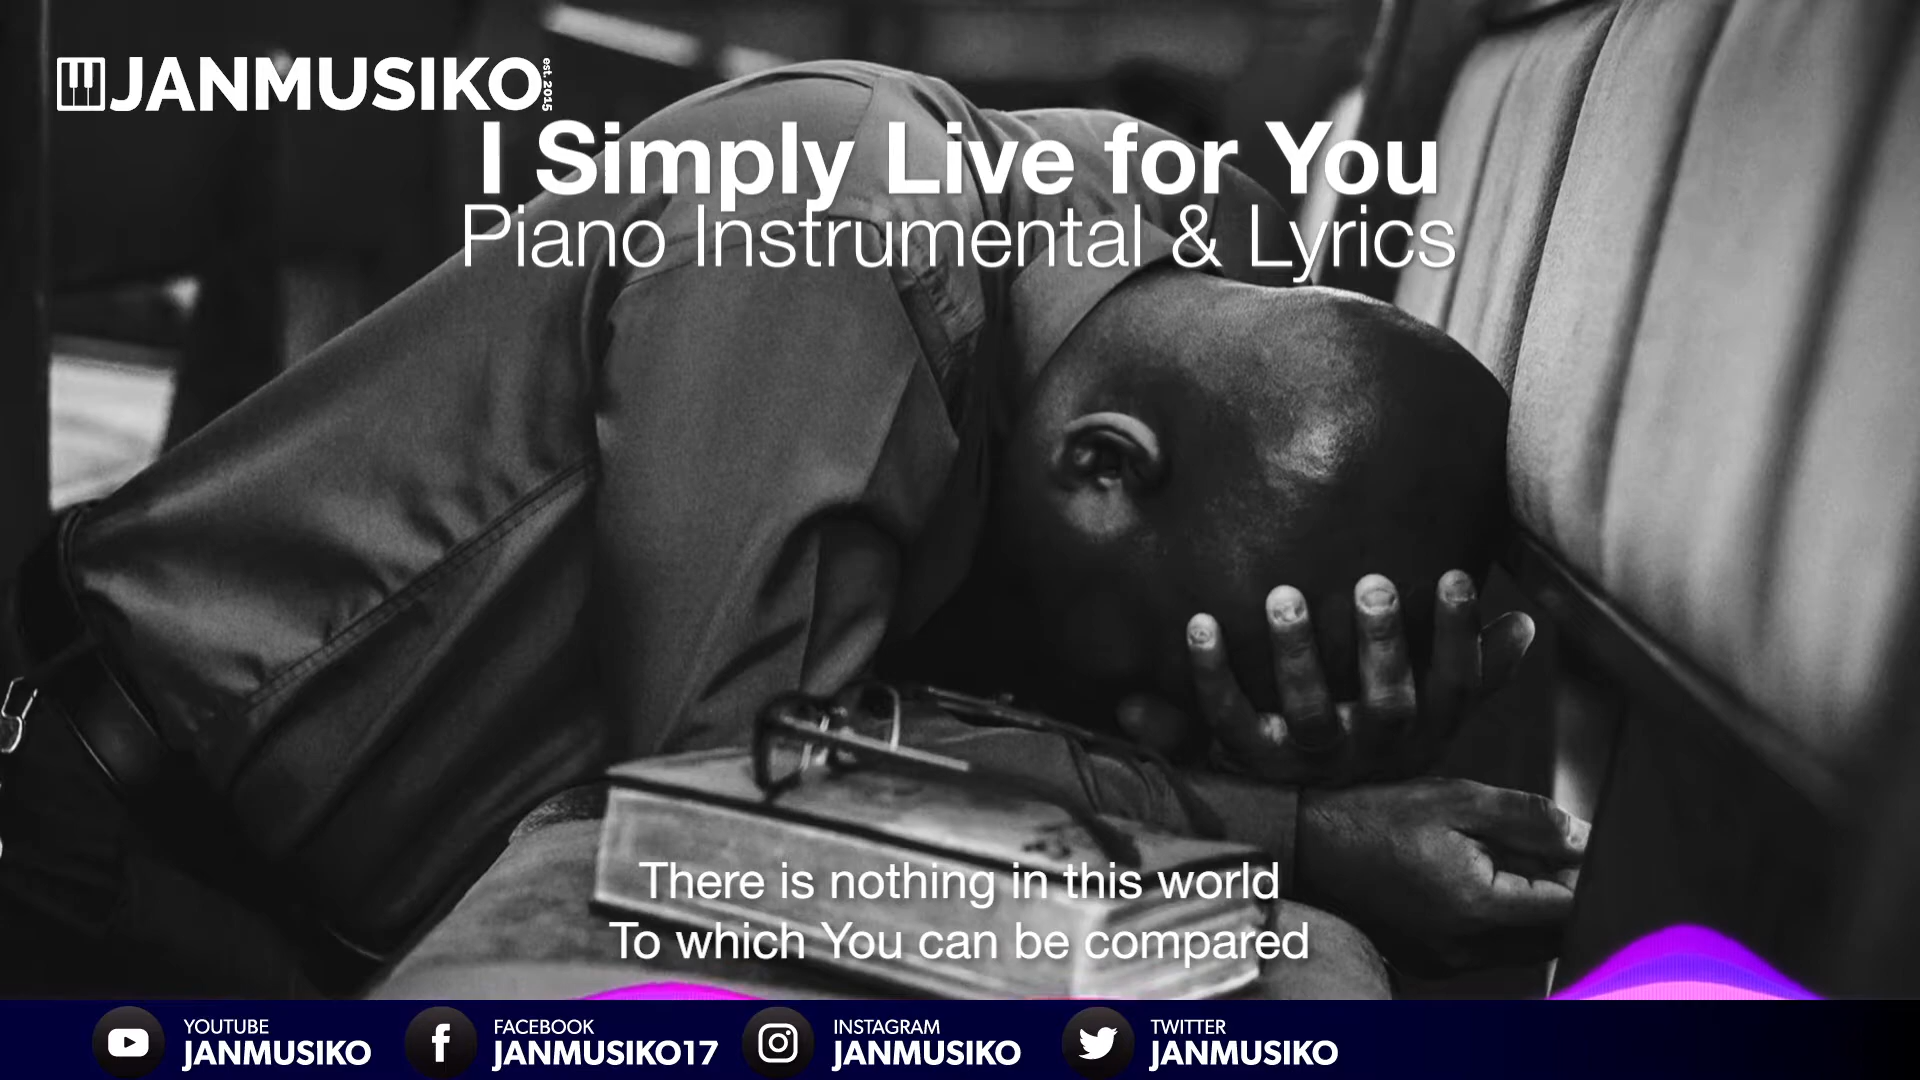 JANMUSIKO
est. 2015
I Simply Live for You
Piano Instrumental & Lyrics
There is nothing in this world
To which You can be compared
YOUTUBE
JANMUSIKO
FACEBOOK
JANMUSIKO17
INSTAGRAM
JANMUSIKO
TWITTER
JANMUSIKO